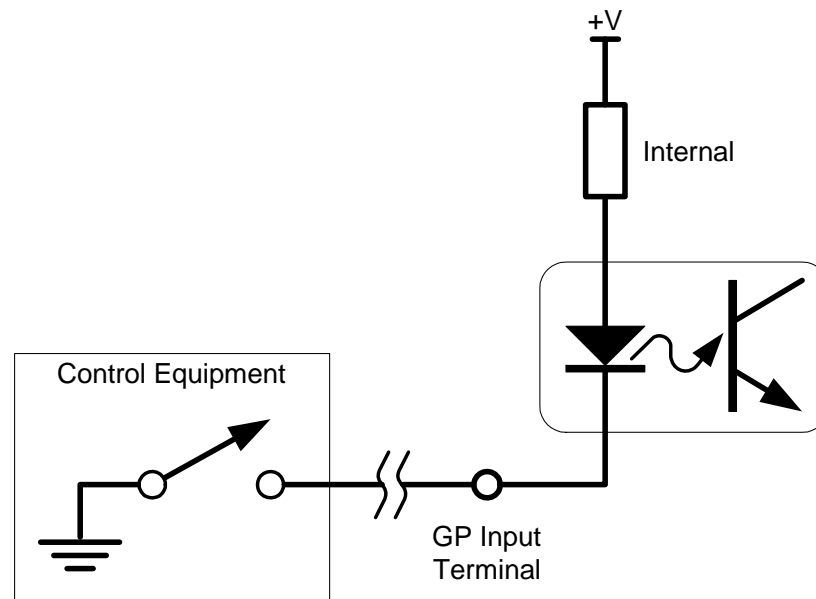 +V
Internal
Control Equipment
GP Input
Terminal